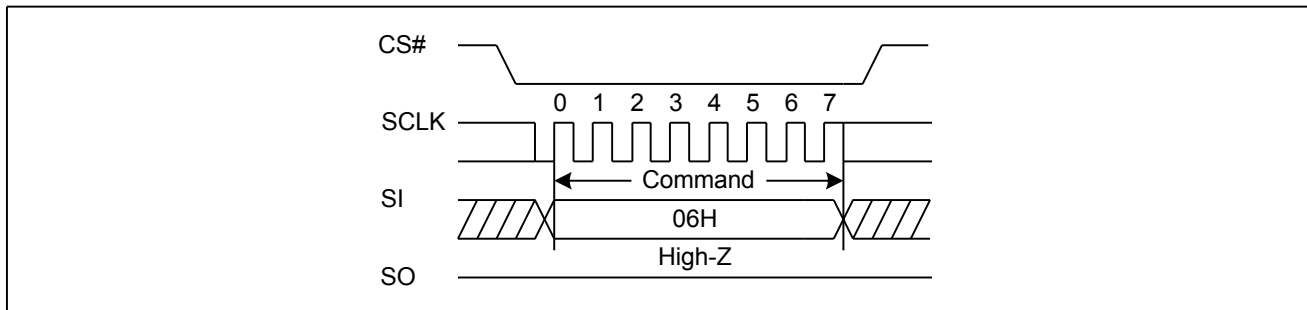 CS#
0 1 2 3 4 5 6 7
SCLK
Command
SI
06H
High-Z
SO